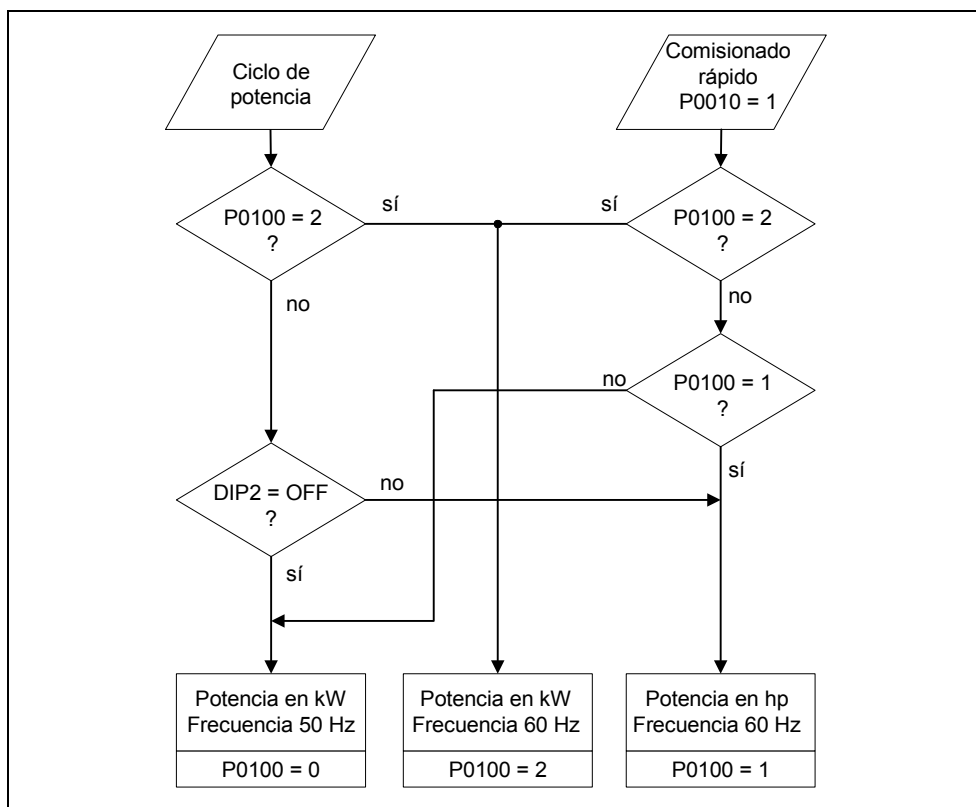 Ciclo de
potencia
Comisionado
rápido
P0010 = 1
P0100 = 2
?
sí
sí
P0100 = 2
?
no
no
P0100 = 1
?
no
sí
DIP2 = OFF
?
no
sí
Potencia en kW
Frecuencia 50 Hz
P0100 = 0
Potencia en kW
Frecuencia 60 Hz
P0100 = 2
Potencia en hp
Frecuencia 60 Hz
P0100 = 1